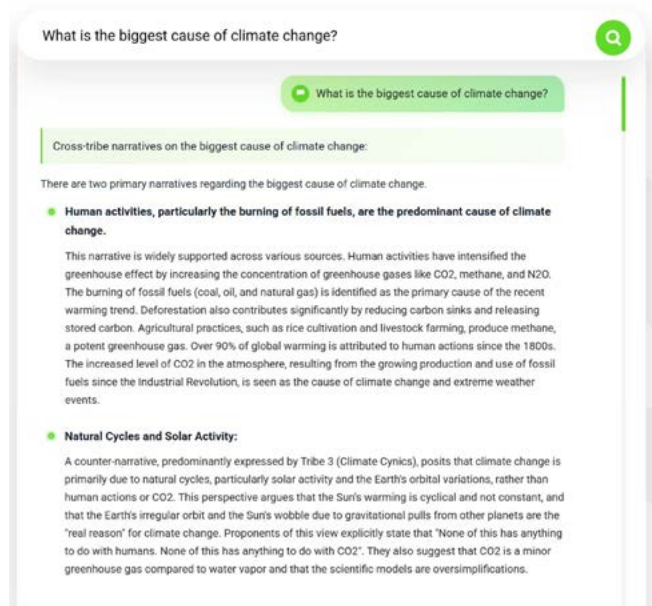 What is the biggest cause of climate change?
What is the biggest cause of climate change?
Cross-tribe narratives on the biggest cause of climate change:
There are two primary narratives regarding the biggest cause of climate change.
Human activities, particularly the burning of fossil fuels, are the predominant cause of climate
change.
This narrative is widely supported across various sources. Human activities have intensified the
greenhouse effect by increasing the concentration of greenhouse gases like CO2, methane, and N2O.
The burning of fossil fuels (coal, oil, and natural gas) is identified as the primary cause of the recent
warming trend. Deforestation also contributes significantly by reducing carbon sinks and releasing
stored carbon. Agricultural practices, such as rice cultivation and livestock farming, produce methane,
a potent greenhouse gas. Over 90% of global warming is attributed to human actions since the 1800s.
The increased level of CO2 in the atmosphere, resulting from the growing production and use of fossil
fuels since the Industrial Revolution, is seen as the cause of climate change and extreme weather
events.
Natural Cycles and Solar Activity:
A counter-narrative, predominantly expressed by Tribe 3 (Climate Cynics), posits that climate change is
primarily due to natural cycles, particularly solar activity and the Earth's orbital variations, rather than
human actions or CO2. This perspective argues that the Sun's warming is cyclical and not constant, and
that the Earth's irregular orbit and the Sun's wobble due to gravitational pulls from other planets are the
"real reason" for climate change. Proponents of this view explicitly state that "None of this has anything
to do with humans. None of this has anything to do with CO2". They also suggest that CO2 is a minor
greenhouse gas compared to water vapor and that the scientific models are oversimplifications.